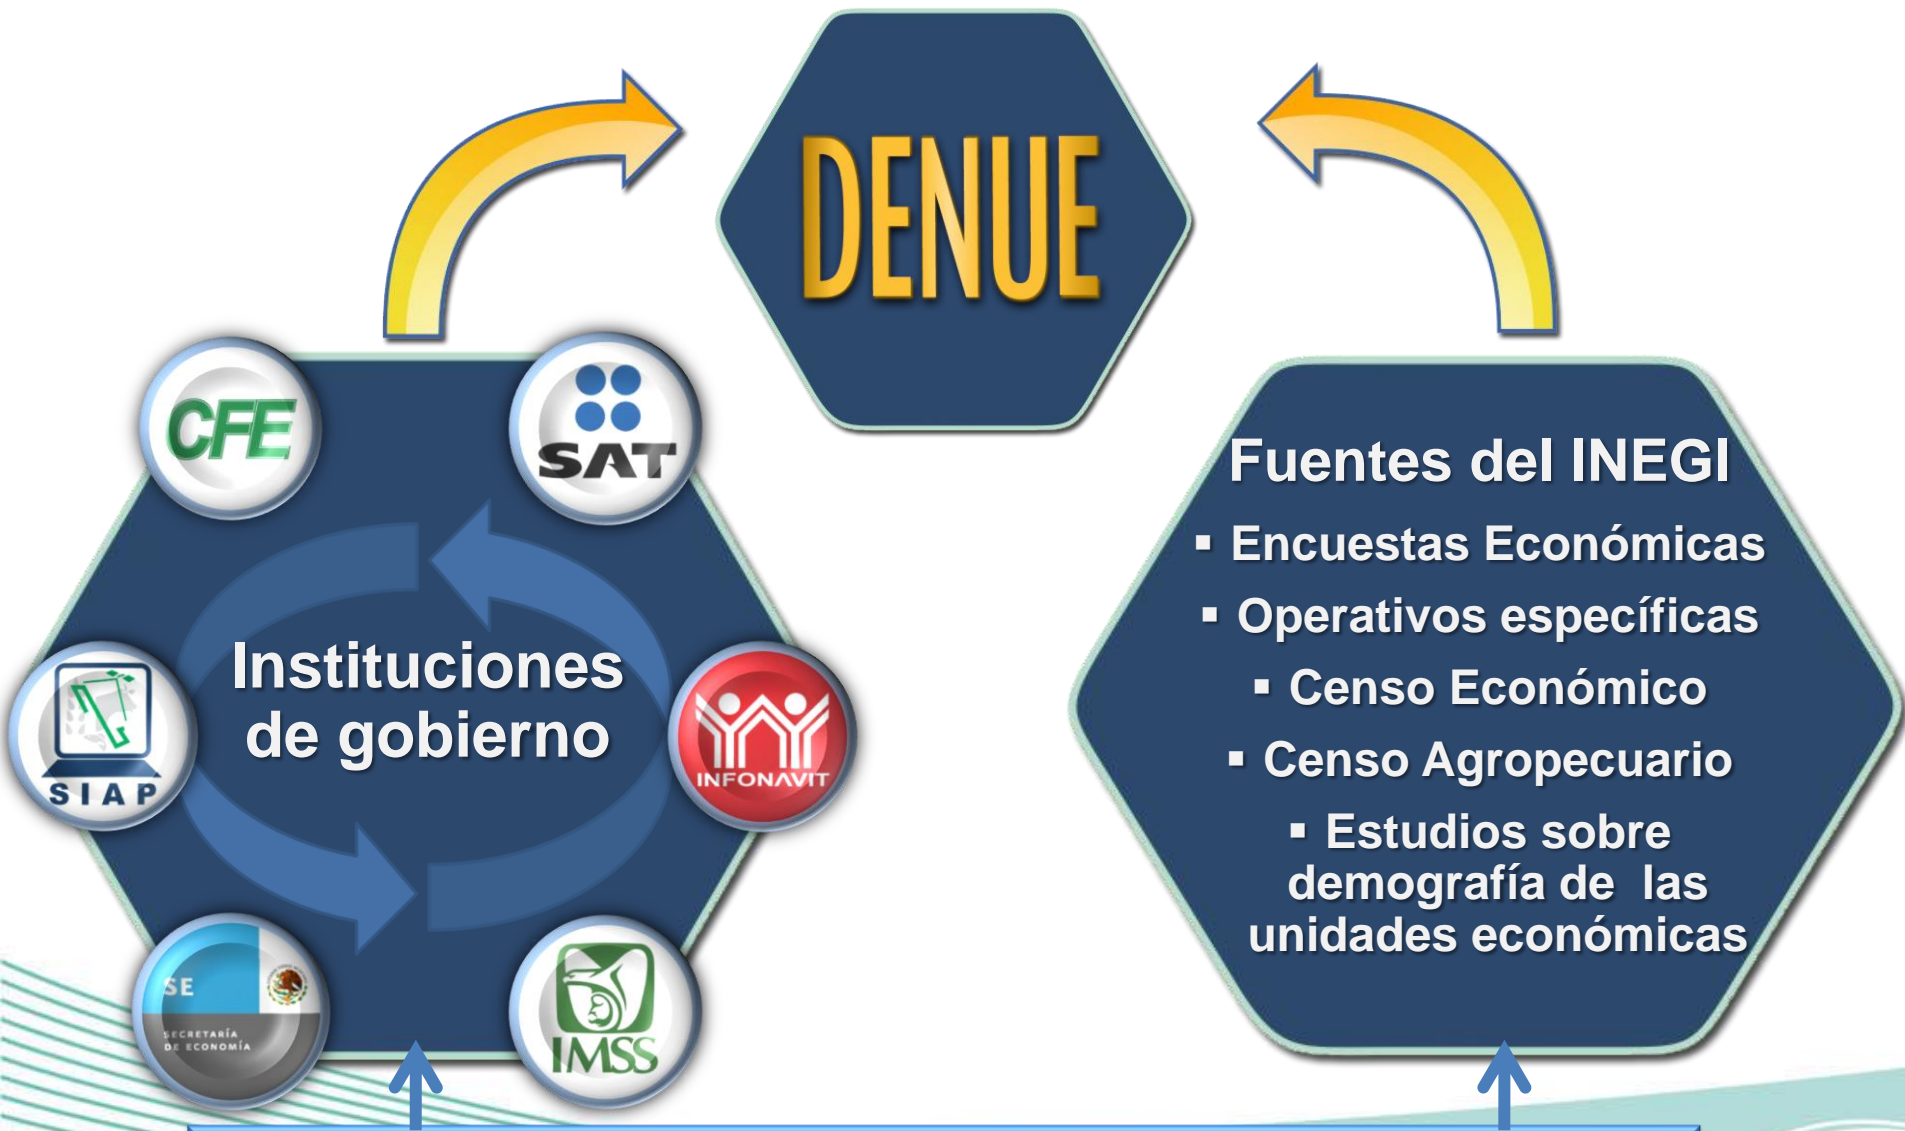 DENUE
CFE
SAT
Instituciones
de gobierno
SIAP
INFONAVIT
SE
SECRETARÍA
DE ECONOMÍA
IMSS
Fuentes del INEGI
▪ Encuestas Económicas
▪ Operativos específicas
▪ Censo Económico
▪ Censo Agropecuario
▪ Estudios sobre
demografía de las
unidades económicas